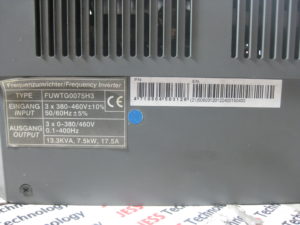 Frequenzumrichter/Frequency Inverter
TYPE FUWTG0075H3
EINGANG INPUT 3 x 380-460V±10% 50/60Hz ±5%
AUSGANG OUTPUT 3 x 0-380/460V 0.1-400Hz
13.3KVA, 7.5kW, 17.5A
CE
P/N
S/N
JESS Technology